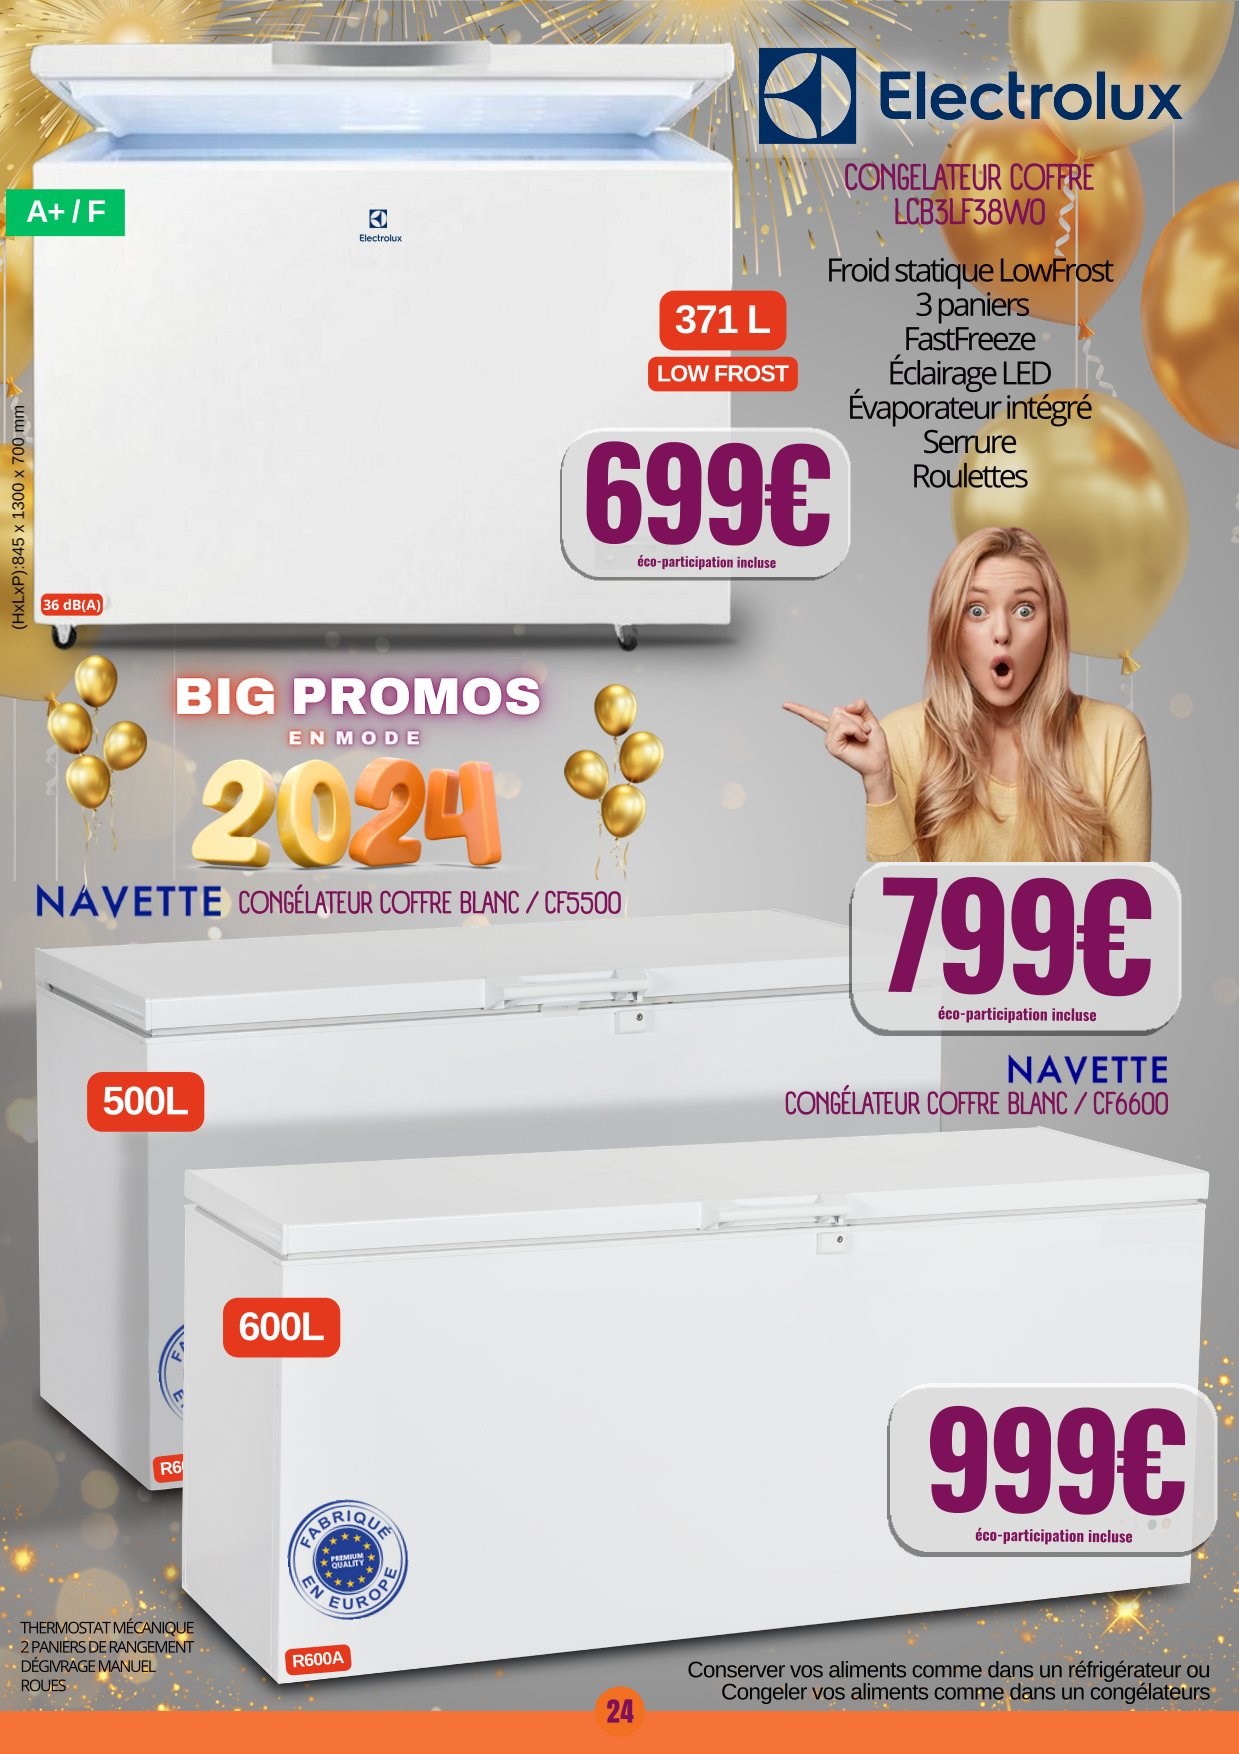 Electrolux
CONGELATEUR COFFRE
LCB3LF38W0
A+ / F
Electrolux
Froid statique LowFrost
3 paniers
FastFreeze
Éclairage LED
Évaporateur intégré
Serrure
Roulettes
371 L
LOW FROST
699€
éco-participation incluse
(HxLxP):845 x 1300 x 700 mm
36 dB(A)
BIG PROMOS
EN MODE
2024
NAVETTE CONGÉLATEUR COFFRE BLANC / CF5500
799€
éco-participation incluse
500L
NAVETTE
CONGÉLATEUR COFFRE BLANC / CF6600
600L
R60
999€
éco-participation incluse
FABRIQUÉ
PREMIUM
QUALITY
EN EUROPE
R600A
THERMOSTAT MÉCANIQUE
2 PANIERS DE RANGEMENT
DÉGIVRAGE MANUEL
ROUES
Conserver vos aliments comme dans un réfrigérateur ou
Congeler vos aliments comme dans un congélateurs
24